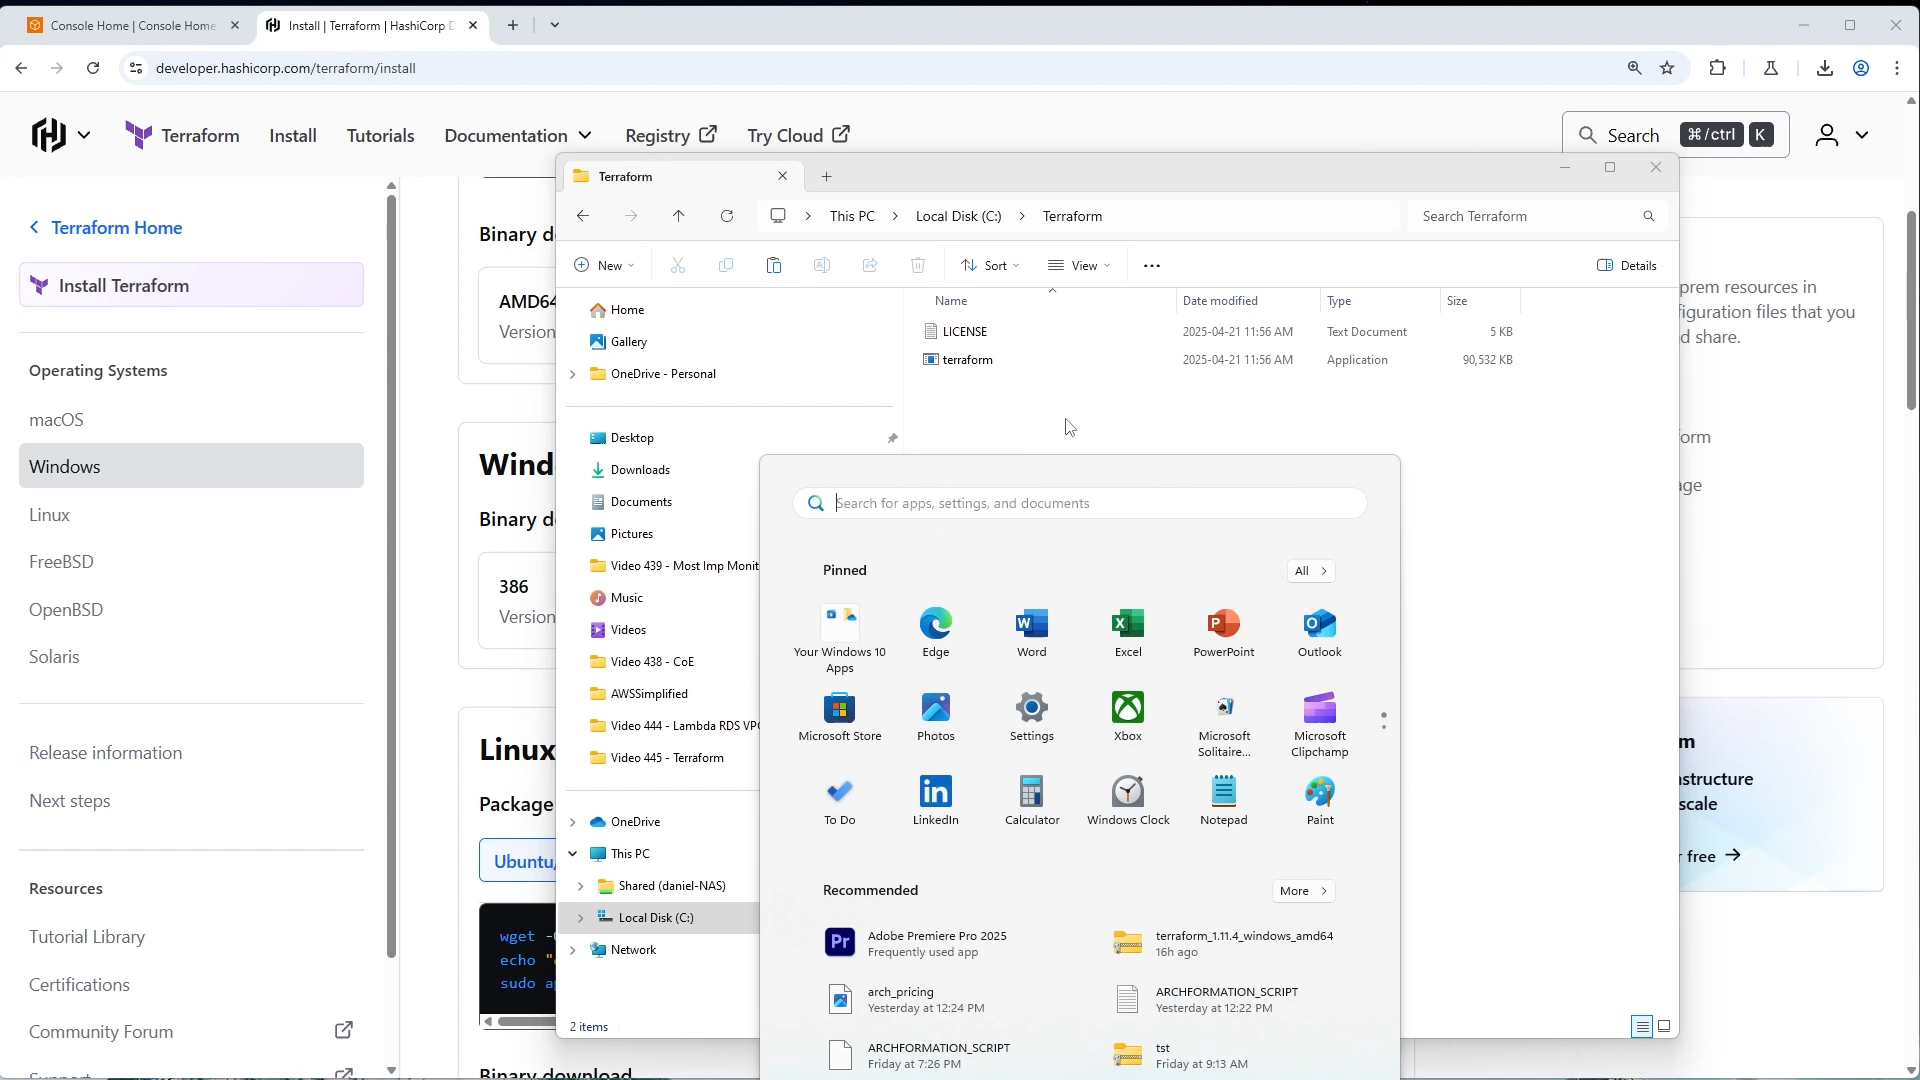 Console Home | Console Home
Install | Terraform | HashiCorp D
developer.hashicorp.com/terraform/install
Terraform
Install
Tutorials
Documentation
Registry
Try Cloud
Search
⌘/ctrl
K
Terraform Home
Install Terraform
Operating Systems
macOS
Windows
Linux
FreeBSD
OpenBSD
Solaris
Release information
Next steps
Resources
Tutorial Library
Certifications
Community Forum
Binary d
AMD64
Version
Wind
Binary d
386
Version
Linux
Package
Ubuntu/
wget
echo
sudo ap
Binary download
prem resources in
figuration files that you
d share.
orm
age
m
astructure
scale
r free
Terraform
This PC
Local Disk (C:)
Terraform
Search Terraform
New
Sort
View
Details
Name
Date modified
Type
Size
LICENSE
2025-04-21 11:56 AM
Text Document
5 KB
terraform
2025-04-21 11:56 AM
Application
90,532 KB
Home
Gallery
OneDrive - Personal
Desktop
Downloads
Documents
Pictures
Video 439 - Most Imp Monit
Music
Videos
Video 438 - CoE
AWSSimplified
Video 444 - Lambda RDS VPC
Video 445 - Terraform
OneDrive
This PC
Shared (daniel-NAS)
Local Disk (C:)
Network
2 items
Search for apps, settings, and documents
Pinned
All
Your Windows 10
Apps
Edge
Word
Excel
PowerPoint
Outlook
Microsoft Store
Photos
Settings
Xbox
Microsoft
Solitaire...
Microsoft
Clipchamp
To Do
LinkedIn
Calculator
Windows Clock
Notepad
Paint
Recommended
More
Adobe Premiere Pro 2025
Frequently used app
terraform_1.11.4_windows_amd64
16h ago
arch_pricing
Yesterday at 12:24 PM
ARCHFORMATION_SCRIPT
Yesterday at 12:22 PM
ARCHFORMATION_SCRIPT
Friday at 7:26 PM
tst
Friday at 9:13 AM